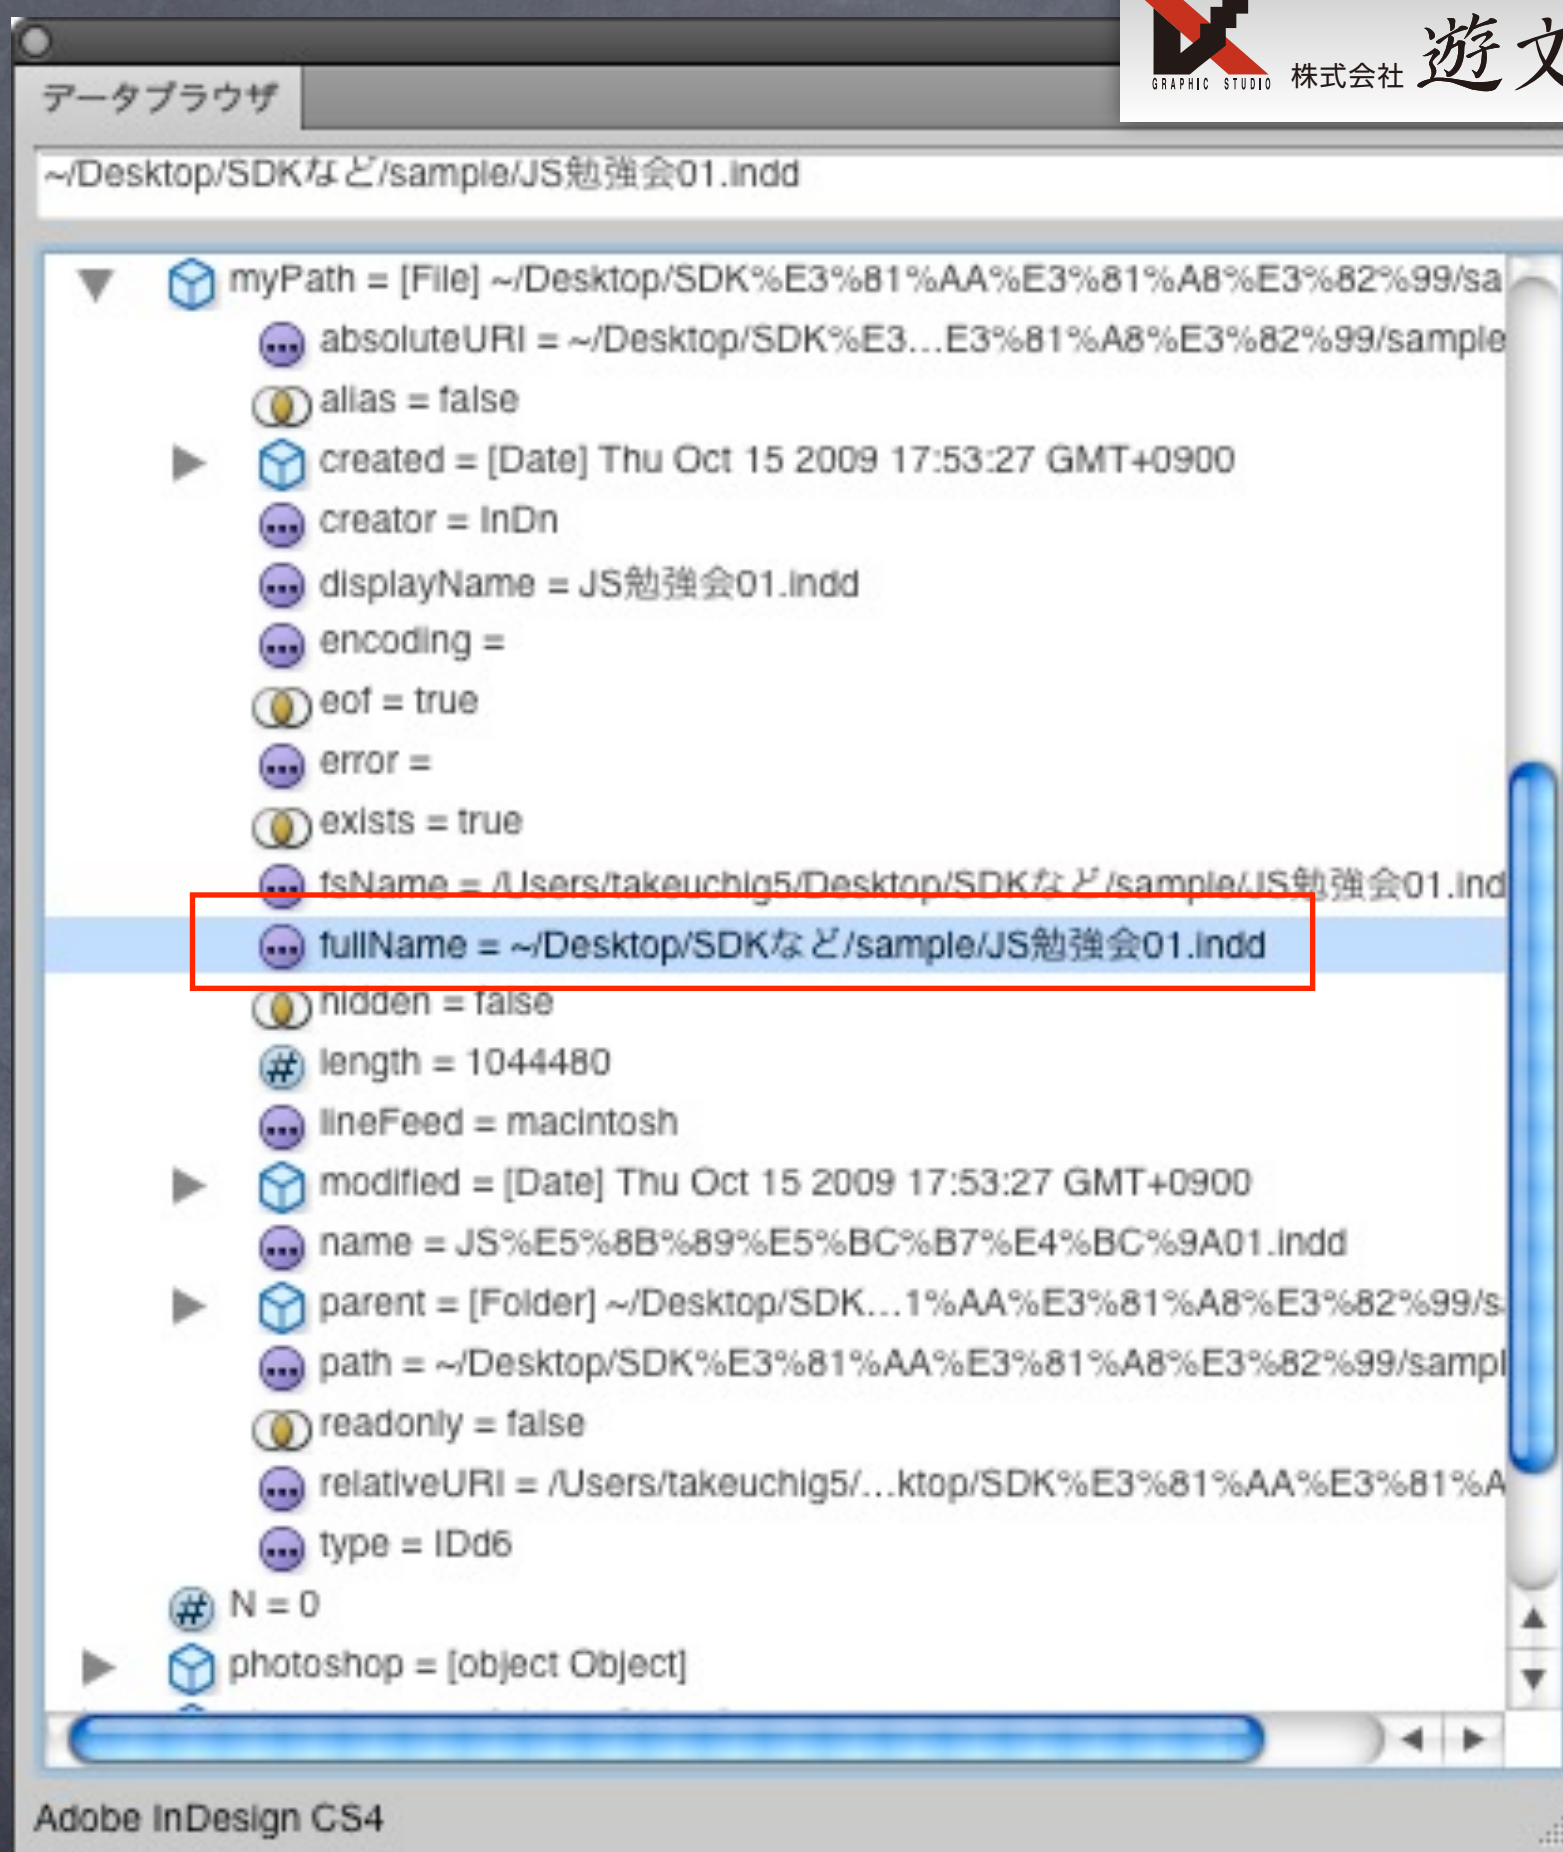 GRAPHIC STUDIO 株式会社 遊文
データブラウザ
~/Desktop/SDKなど/sample/JS勉強会01.indd
myPath = [File] ~/Desktop/SDK%E3%81%AA%E3%81%A8%E3%82%99/sa
absoluteURI = ~/Desktop/SDK%E3...E3%81%A8%E3%82%99/sample
alias = false
created = [Date] Thu Oct 15 2009 17:53:27 GMT+0900
creator = InDn
displayName = JS勉強会01.indd
encoding =
eof = true
error =
exists = true
fsName = /Users/takeuchig5/Desktop/SDKなど/sample/JS勉強会01.ind
fullName = ~/Desktop/SDKなど/sample/JS勉強会01.indd
hidden = false
length = 1044480
lineFeed = macintosh
modified = [Date] Thu Oct 15 2009 17:53:27 GMT+0900
name = JS%E5%8B%89%E5%BC%B7%E4%BC%9A01.indd
parent = [Folder] ~/Desktop/SDK...1%AA%E3%81%A8%E3%82%99/s
path = ~/Desktop/SDK%E3%81%AA%E3%81%A8%E3%82%99/sampl
readonly = false
relativeURI = /Users/takeuchig5/...ktop/SDK%E3%81%AA%E3%81%A
type = IDd6
N = 0
photoshop = [object Object]
Adobe InDesign CS4